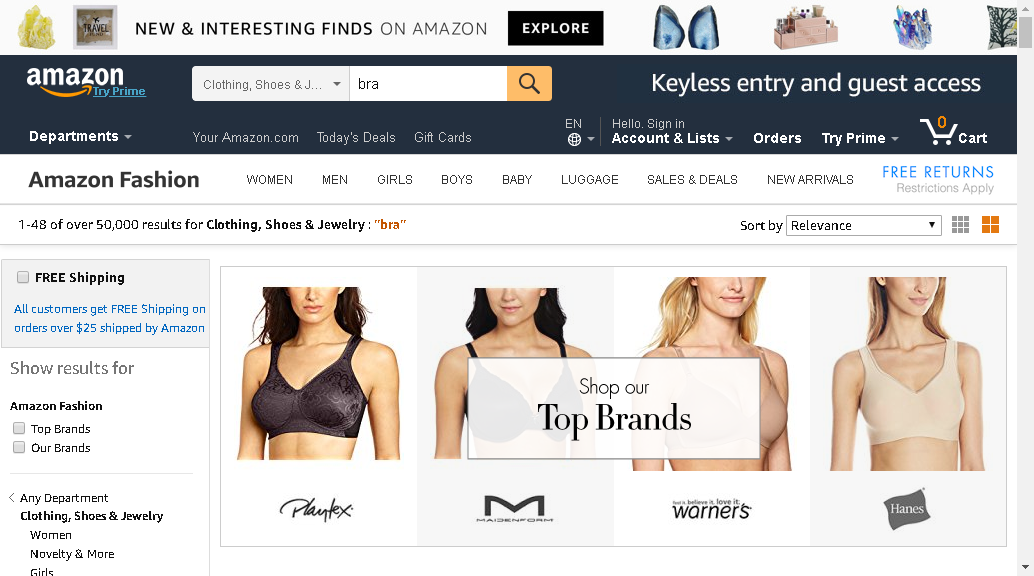 TRAVEL
NEW & INTERESTING FINDS ON AMAZON
EXPLORE
amazon
Try Prime
Clothing, Shoes & J...
bra
Keyless entry and guest access
Departments
Your Amazon.com
Today's Deals
Gift Cards
EN
Hello. Sign in
Account & Lists
Orders
Try Prime
0
Cart
Amazon Fashion
WOMEN
MEN
GIRLS
BOYS
BABY
LUGGAGE
SALES & DEALS
NEW ARRIVALS
FREE RETURNS
Restrictions Apply
1-48 of over 50,000 results for Clothing, Shoes & Jewelry : "bra"
Sort by Relevance
FREE Shipping
All customers get FREE Shipping on
orders over $25 shipped by Amazon
Show results for
Amazon Fashion
Top Brands
Our Brands
Any Department
Clothing, Shoes & Jewelry
Women
Novelty & More
Girls
Shop our
Top Brands
Playtex
MAIDENFORM
feel it, believe it, love it:
warner's
Hanes